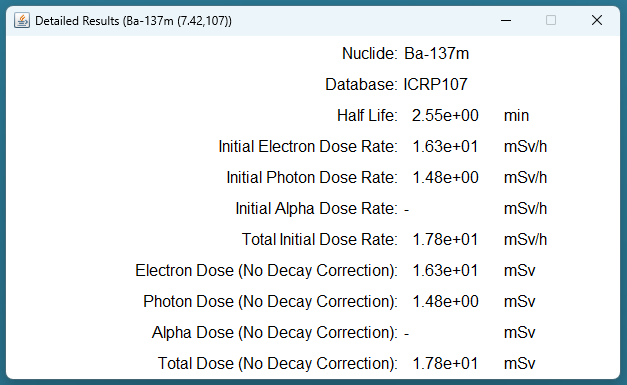 Detailed Results (Ba-137m (7.42,107))
Nuclide: Ba-137m
Database: ICRP107
Half Life: 2.55e+00 min
Initial Electron Dose Rate: 1.63e+01 mSv/h
Initial Photon Dose Rate: 1.48e+00 mSv/h
Initial Alpha Dose Rate: - mSv/h
Total Initial Dose Rate: 1.78e+01 mSv/h
Electron Dose (No Decay Correction): 1.63e+01 mSv
Photon Dose (No Decay Correction): 1.48e+00 mSv
Alpha Dose (No Decay Correction): - mSv
Total Dose (No Decay Correction): 1.78e+01 mSv